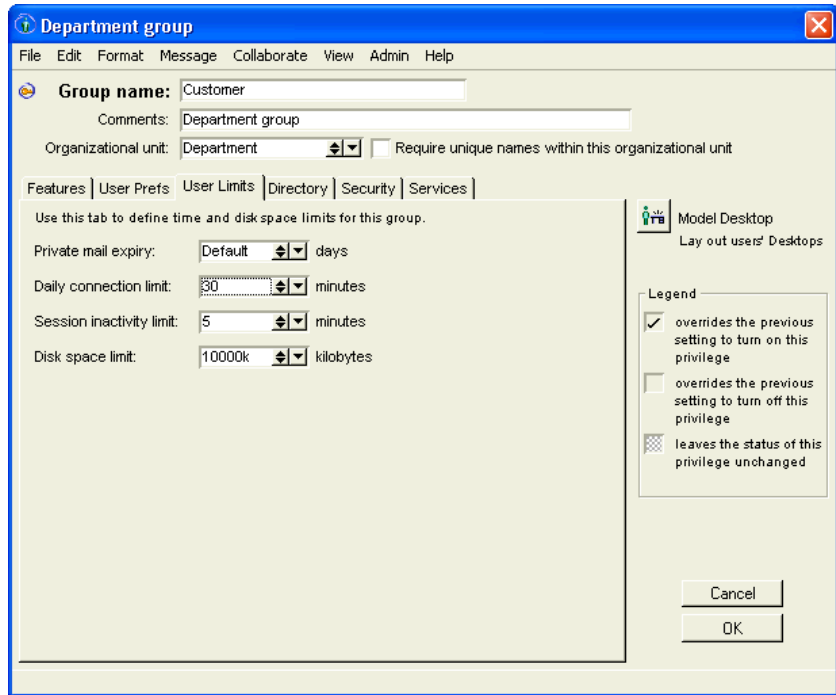 Department group
File Edit Format Message Collaborate View Admin Help
Group name: Customer
Comments: Department group
Organizational unit: Department Require unique names within this organizational unit
Features User Prefs User Limits Directory Security Services
Use this tab to define time and disk space limits for this group.
Private mail expiry: Default days
Daily connection limit: 30 minutes
Session inactivity limit: 5 minutes
Disk space limit: 10000k kilobytes
Model Desktop
Lay out users' Desktops
Legend
overrides the previous
setting to turn on this
privilege
overrides the previous
setting to turn off this
privilege
leaves the status of this
privilege unchanged
Cancel
OK